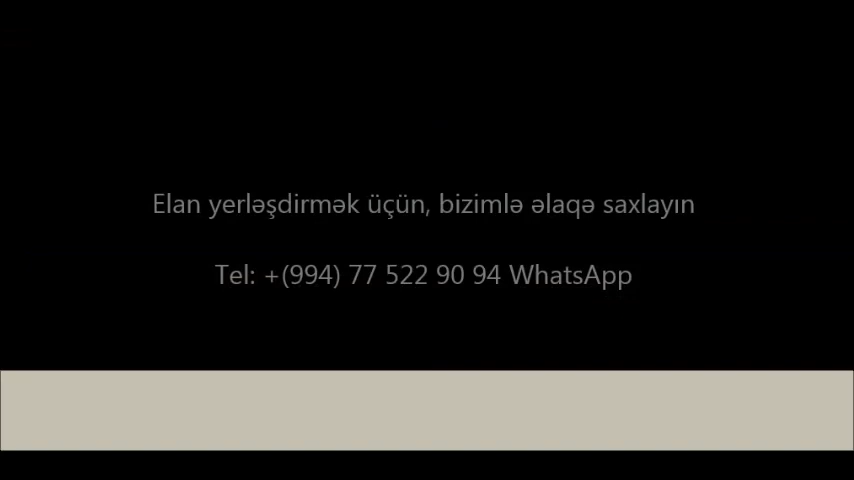 Elan yerləşdirmək üçün, bizimlə əlaqə saxlayın
Tel: +(994) 77 522 90 94 WhatsApp